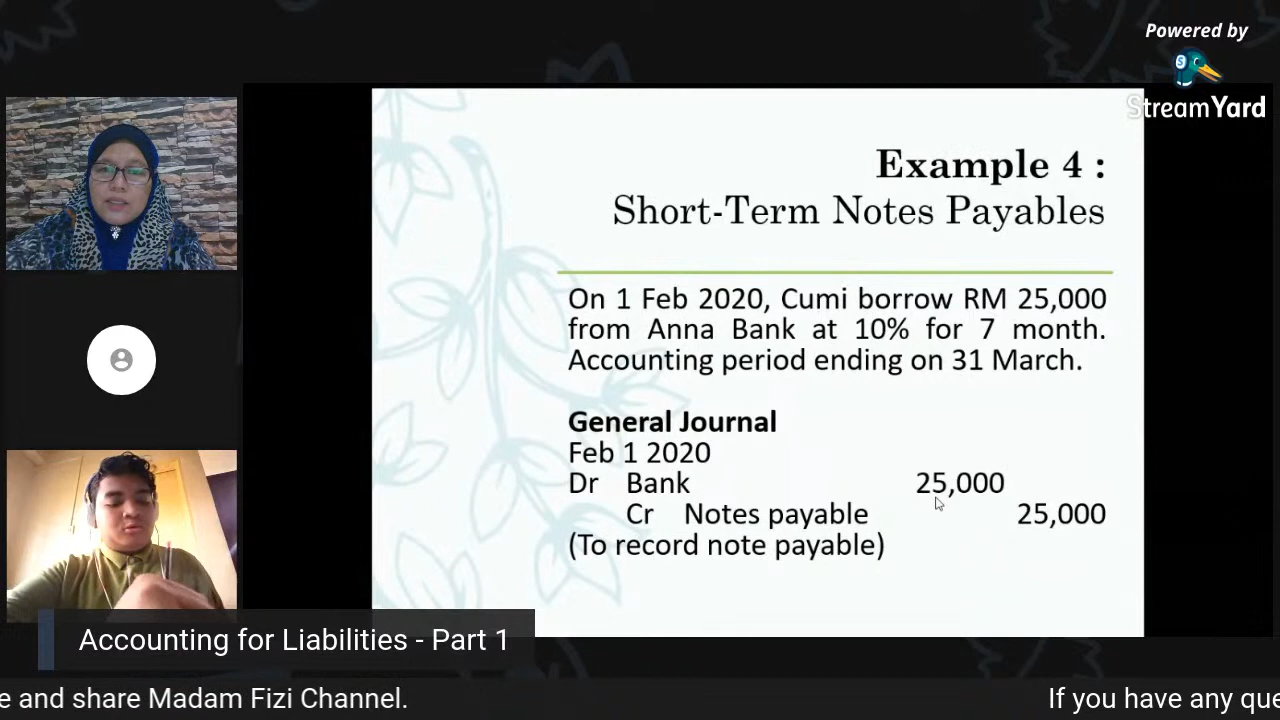 Powered by
StreamYard
Example 4 :
Short-Term Notes Payables
On 1 Feb 2020, Cumi borrow RM 25,000
from Anna Bank at 10% for 7 month.
Accounting period ending on 31 March.
General Journal
Feb 1 2020
Dr Bank 25,000
Cr Notes payable 25,000
(To record note payable)
Accounting for Liabilities - Part 1
e and share Madam Fizi Channel. If you have any que